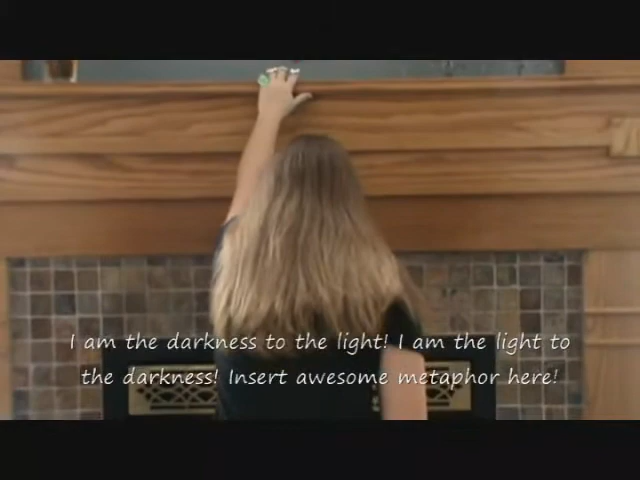 I am the darkness to the light! I am the light to
the darkness! Insert awesome metaphor here!